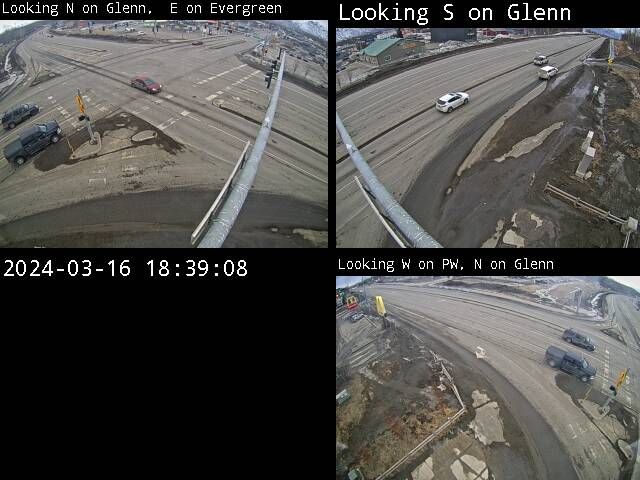 Looking N on Glenn, E on Evergreen
Looking S on Glenn
2024-03-16 18:39:08
Looking W on PW, N on Glenn